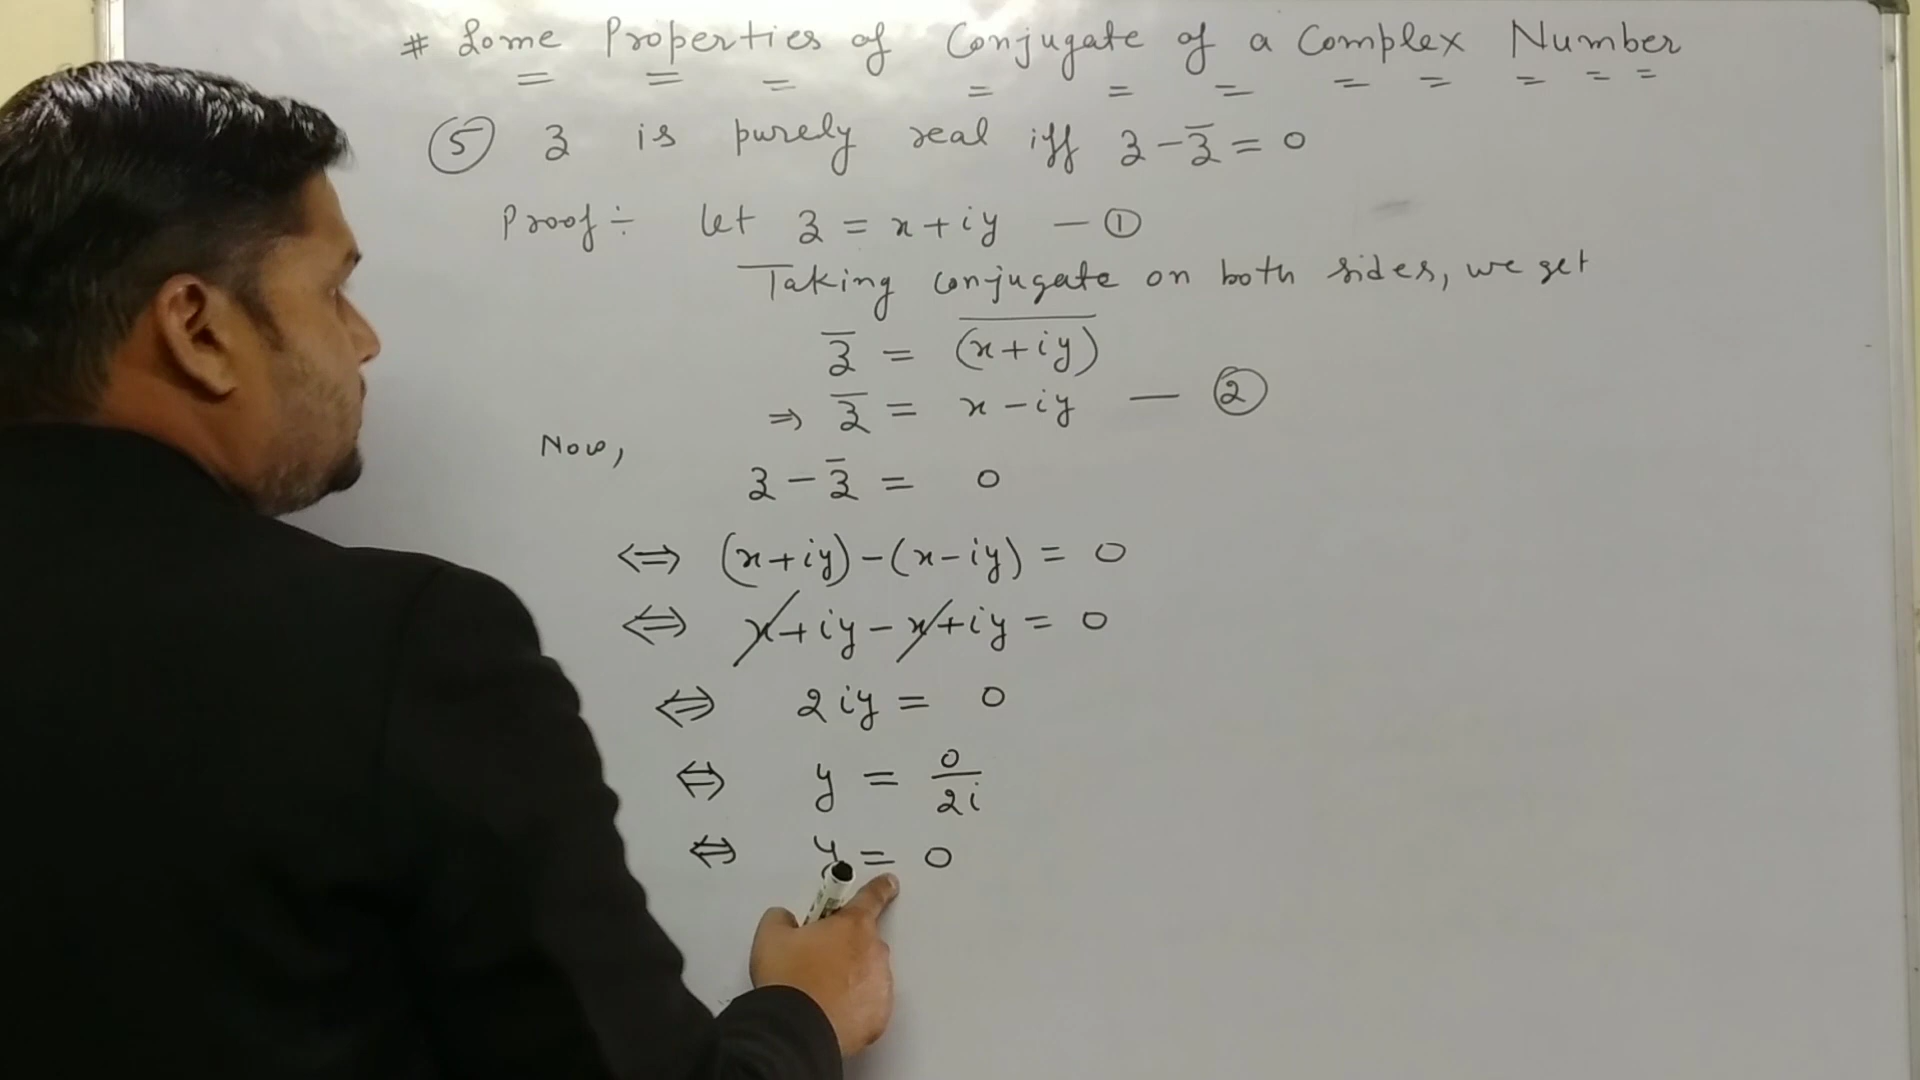 # Some Properties of Conjugate of a Complex Number
⑤ z is purely real iff z - z̅ = 0
Proof ÷ let z = x + iy — ①
Taking conjugate on both sides, we get
z̅ = \overline{(x + iy)}
⇒ z̅ = x - iy — ②
Now,
z - z̅ = 0
⇔ (x + iy) - (x - iy) = 0
⇔ x + iy - x + iy = 0
⇔ 2iy = 0
⇔ y = 0/2i
⇔ y = 0